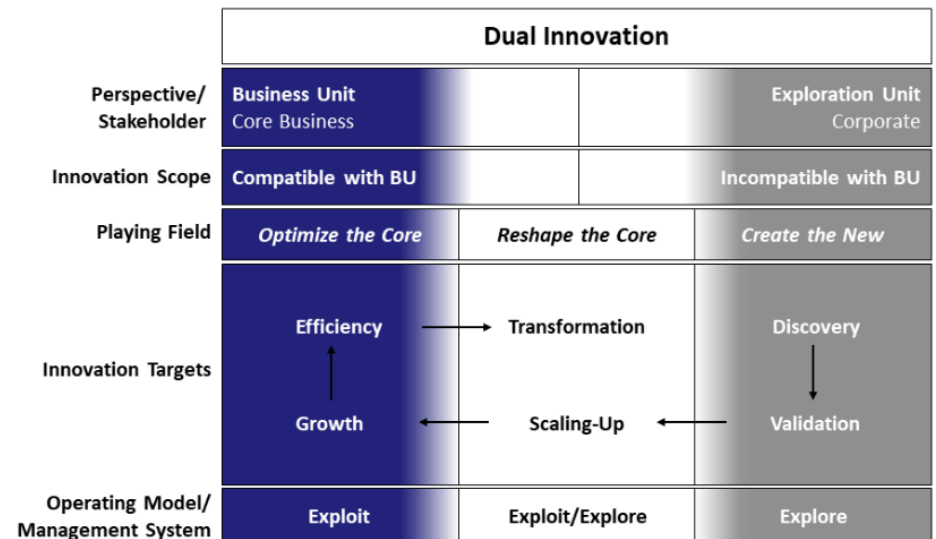 Dual Innovation
Perspective/
Stakeholder
Business Unit
Core Business
Exploration Unit
Corporate
Innovation Scope
Compatible with BU
Incompatible with BU
Playing Field
Optimize the Core
Reshape the Core
Create the New
Innovation Targets
Efficiency
Transformation
Discovery
Growth
Scaling-Up
Validation
Operating Model/
Management System
Exploit
Exploit/Explore
Explore